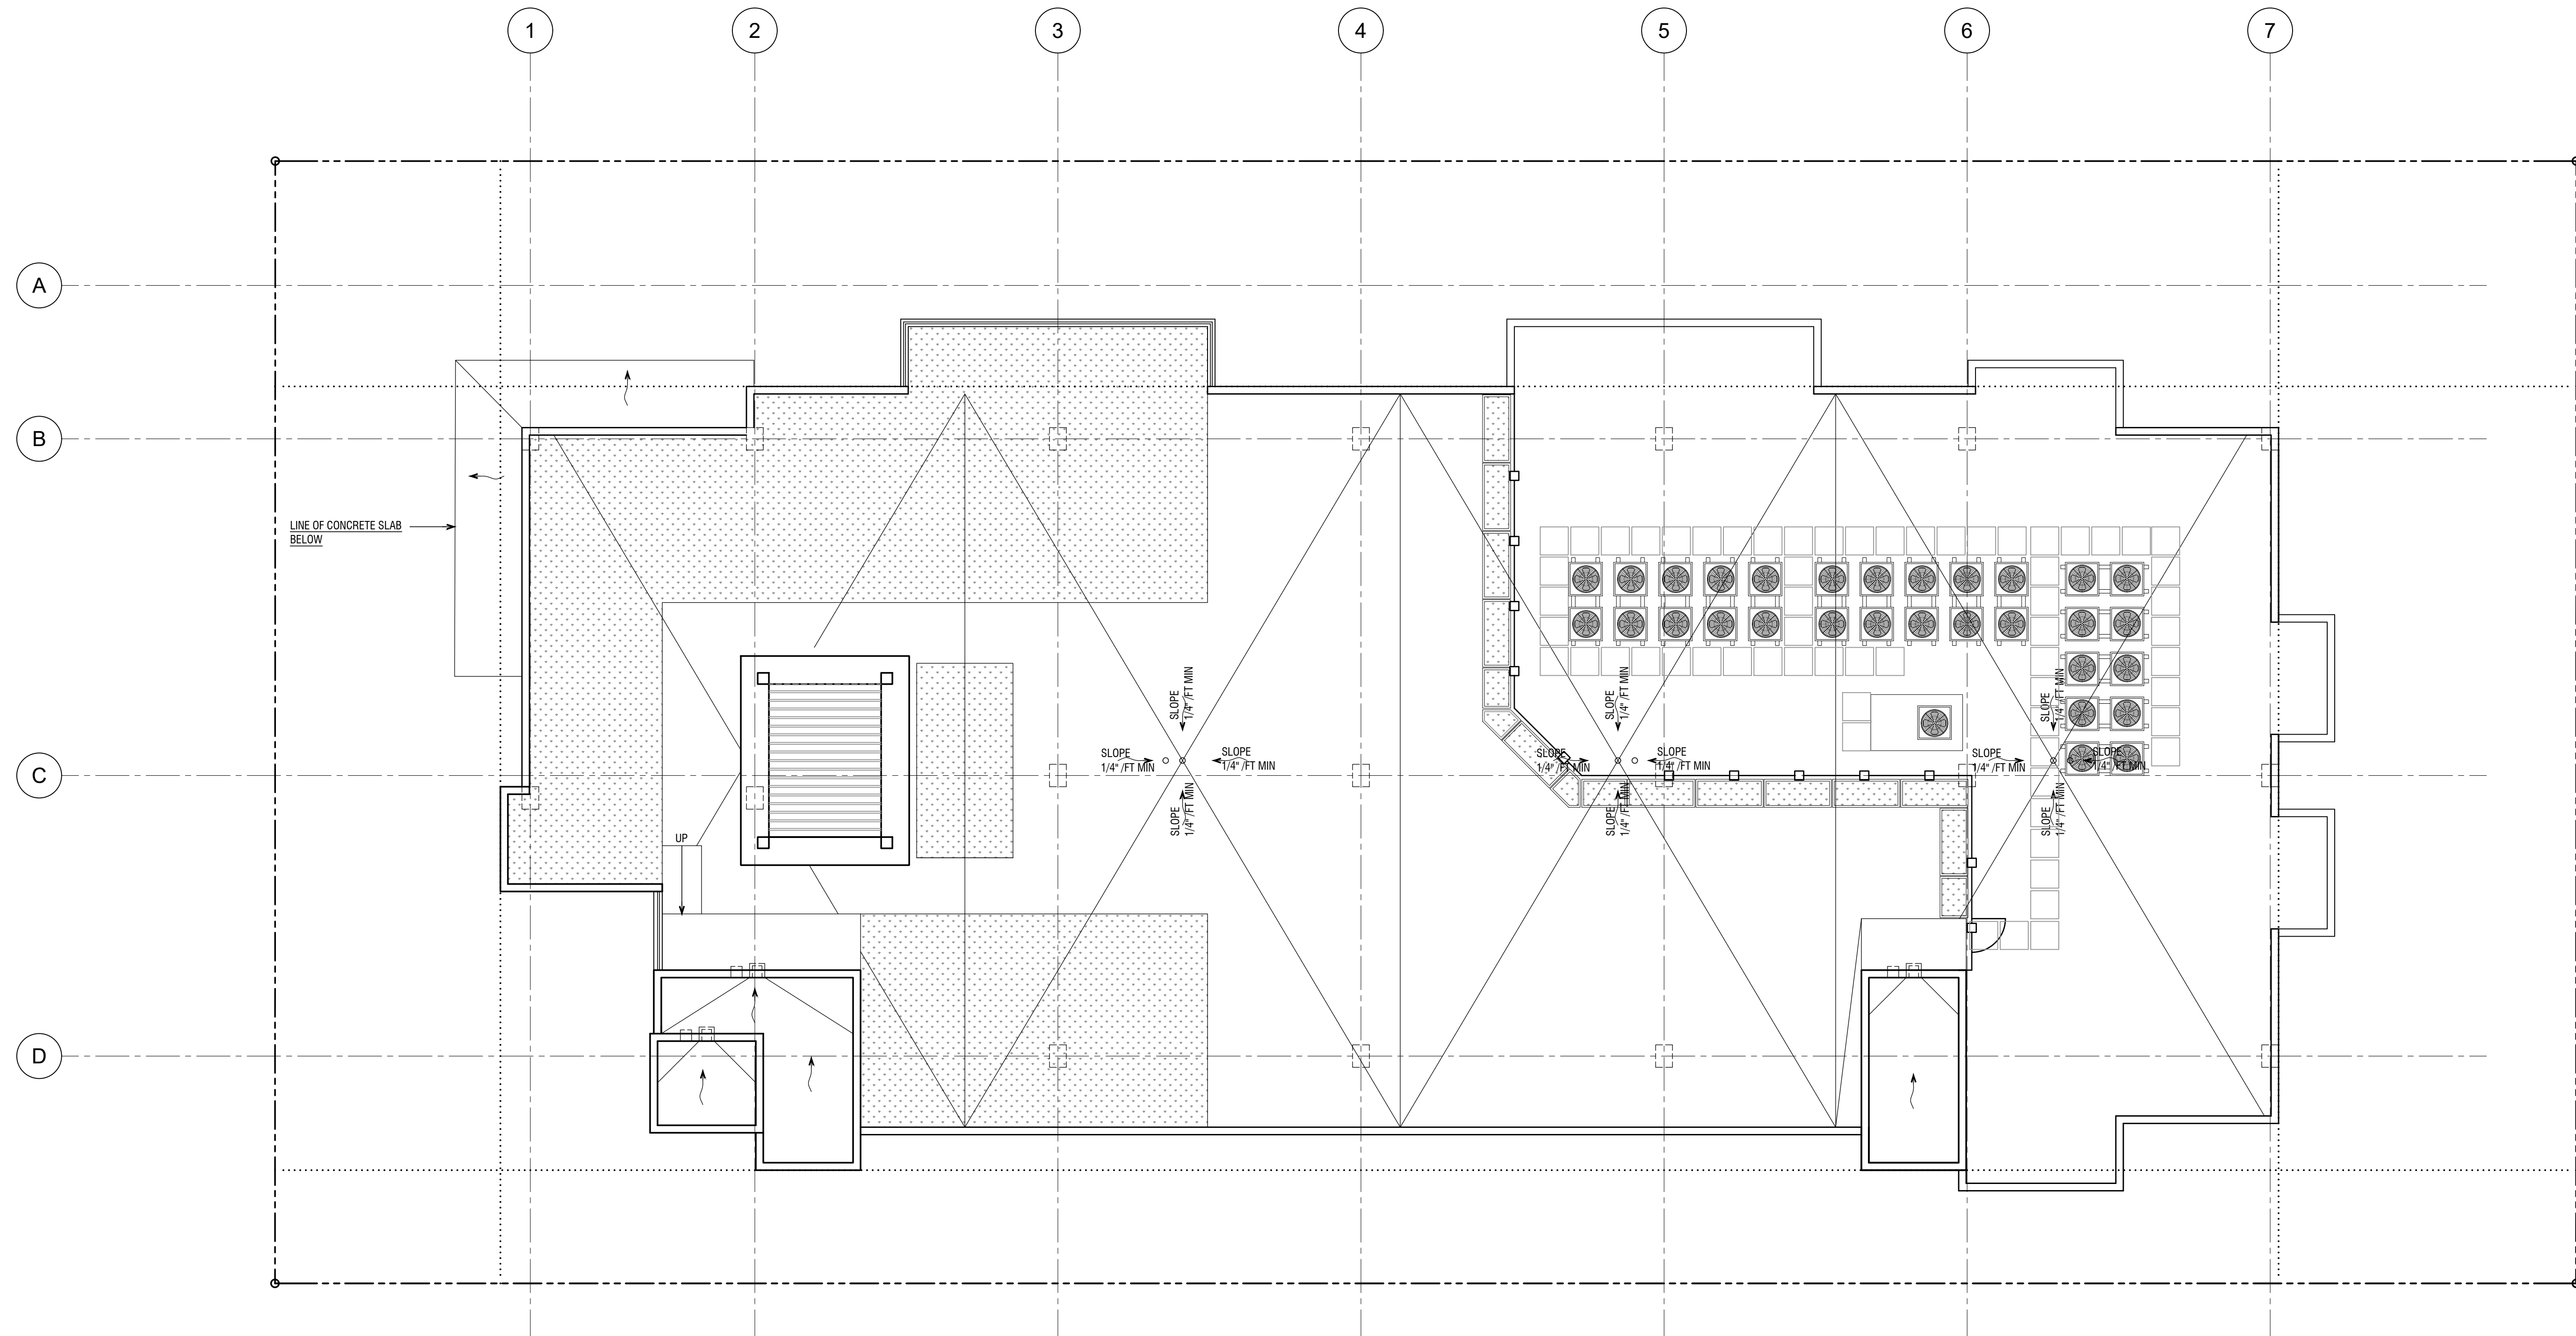 1
2
3
4
5
6
7
A
B
LINE OF CONCRETE SLAB
BELOW
SLOPE
1/4" /FT MIN
SLOPE
1/4" /FT MIN
SLOPE
1/4" /FT MIN
SLOPE
1/4" /FT MIN
SLOPE
1/4" /FT MIN
SLOPE
1/4" /FT MIN
SLOPE
1/4" /FT MIN
SLOPE
1/4" /FT MIN
SLOPE
1/4" /FT MIN
C
SLOPE
1/4" /FT MIN
SLOPE
1/4" /FT MIN
SLOPE
1/4" /FT MIN
UP
D